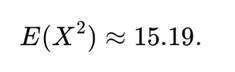 E(X²) ≈ 15.19.